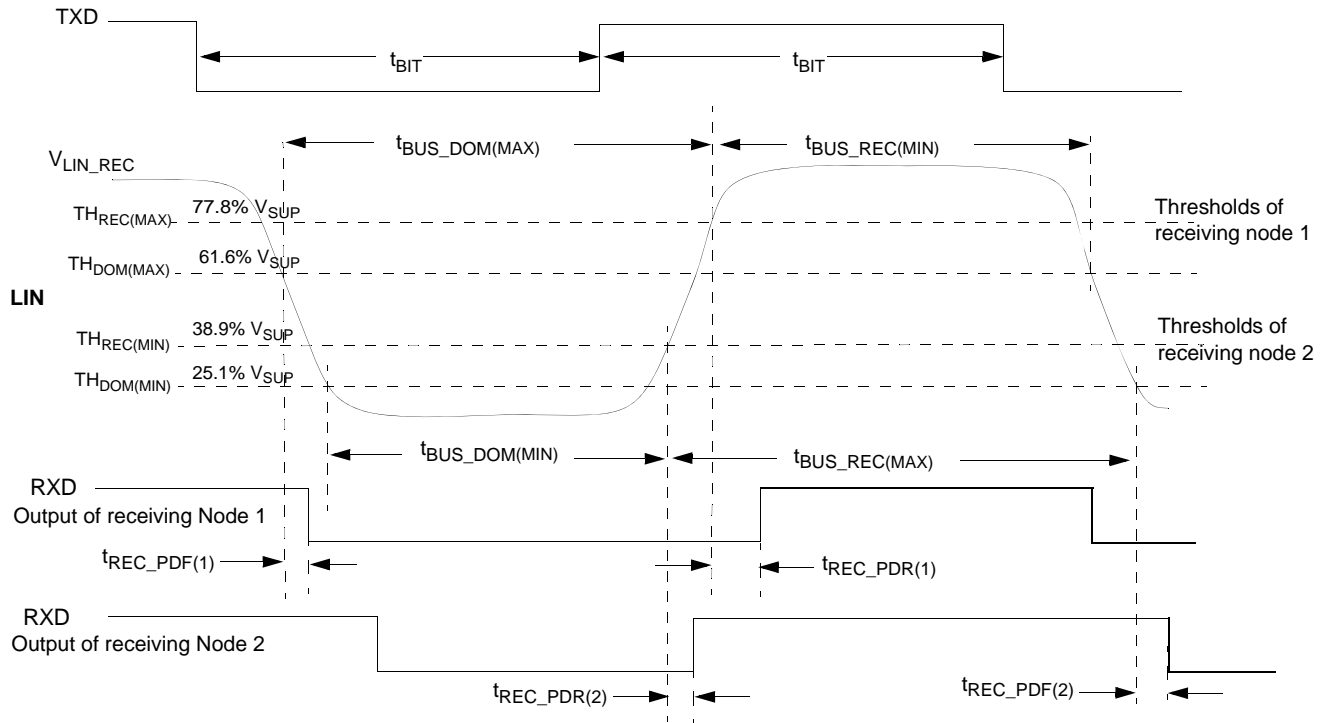 TXD
tBIT
tBIT
tBUS_DOM(MAX)
tBUS_REC(MIN)
VLIN_REC
THREC(MAX) 77.8% VSUP
Thresholds of
receiving node 1
THDOM(MAX) 61.6% VSUP
LIN
THREC(MIN) 38.9% VSUP
Thresholds of
receiving node 2
THDOM(MIN) 25.1% VSUP
tBUS_DOM(MIN)
tBUS_REC(MAX)
RXD
Output of receiving Node 1
tREC_PDF(1)
tREC_PDR(1)
RXD
Output of receiving Node 2
tREC_PDR(2)
tREC_PDF(2)